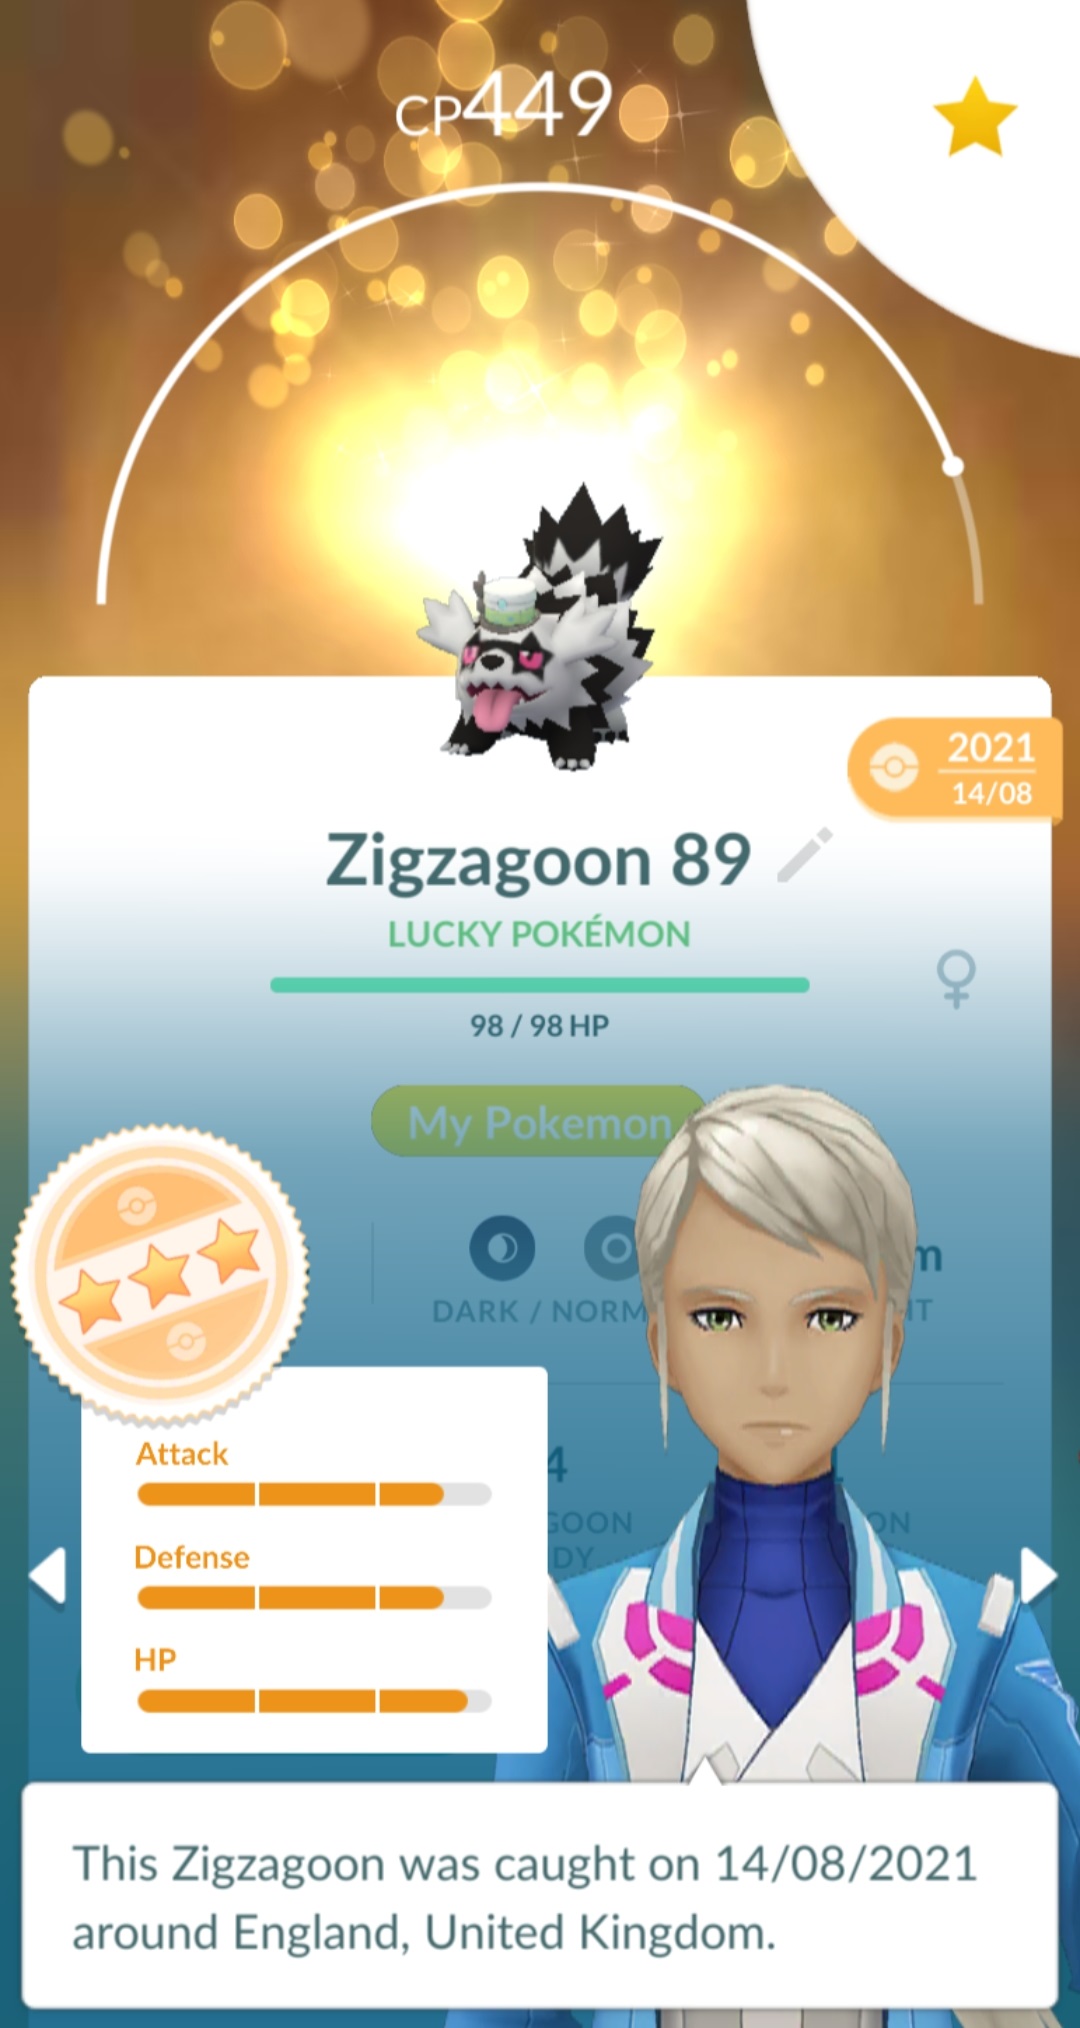 CP449
2021
14/08
Zigzagoon 89
LUCKY POKÉMON
98 / 98 HP
My Pokemon
DARK / NORM
Attack
Defense
HP
This Zigzagoon was caught on 14/08/2021
around England, United Kingdom.